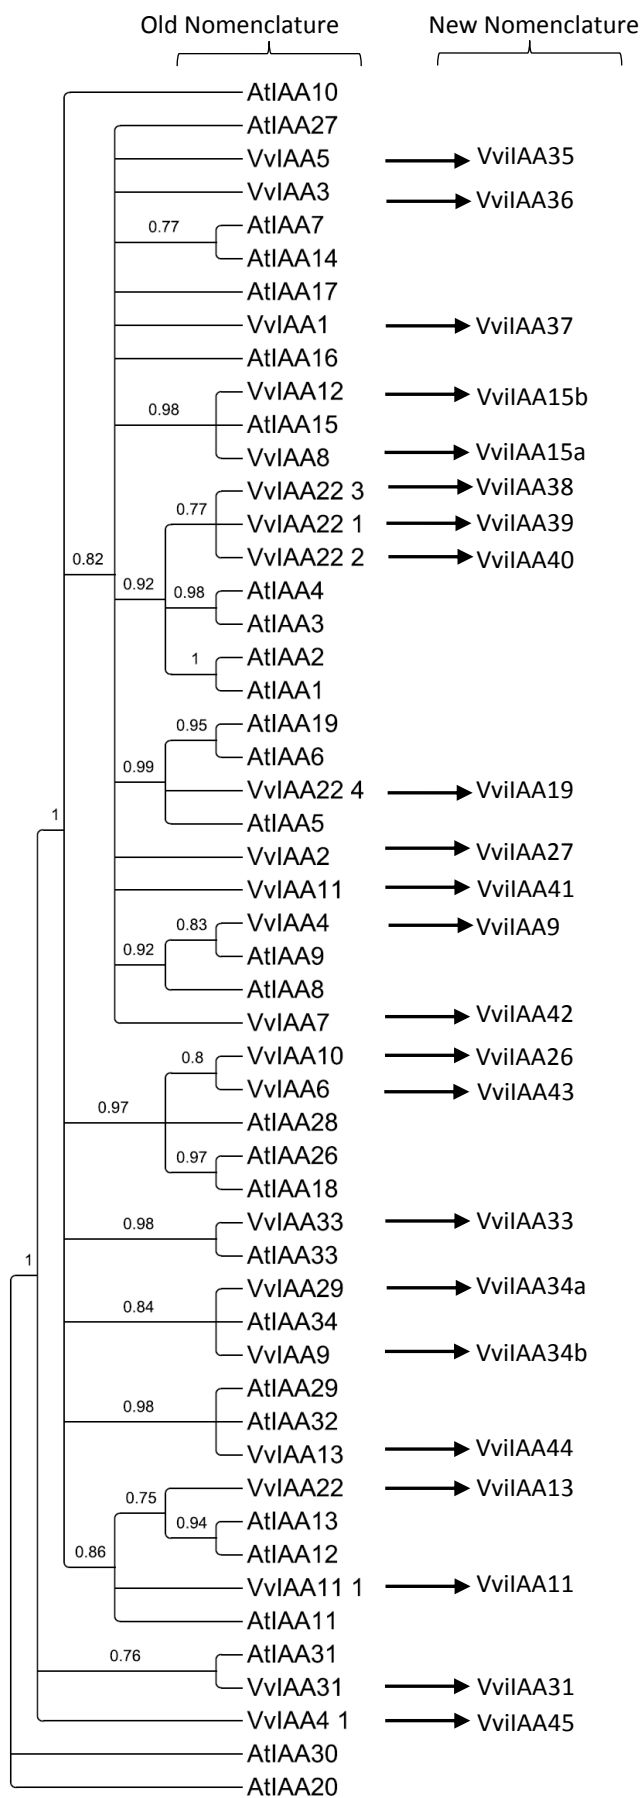 Old Nomenclature New Nomenclature
AtIAA10
AtIAA27
VvIAA5 VviIAA35
VvIAA3 VviIAA36
0.77 AtIAA7
AtIAA14
AtIAA17
VvIAA1 VviIAA37
AtIAA16
VvIAA12 VviIAA15b
0.98 AtIAA15
VvIAA8 VviIAA15a
VvIAA22 3 VviIAA38
0.77 VvIAA22 1 VviIAA39
VvIAA22 2 VviIAA40
0.82
0.92 0.98 AtIAA4
AtIAA3
1 AtIAA2
AtIAA1
0.95 AtIAA19
AtIAA6
0.99 VvIAA22 4 VviIAA19
AtIAA5
1
VvIAA2 VviIAA27
VvIAA11 VviIAA41
0.83 VvIAA4 VviIAA9
0.92 AtIAA9
AtIAA8
VvIAA7 VviIAA42
0.8 VvIAA10 VviIAA26
VvIAA6 VviIAA43
0.97 AtIAA28
0.97 AtIAA26
AtIAA18
VvIAA33 VviIAA33
0.98 AtIAA33
1
VvIAA29 VviIAA34a
0.84 AtIAA34
VvIAA9 VviIAA34b
AtIAA29
0.98 AtIAA32
VvIAA13 VviIAA44
0.75 VvIAA22 VviIAA13
0.94 AtIAA13
AtIAA12
0.86
VvIAA11 1 VviIAA11
AtIAA11
0.76 AtIAA31
VvIAA31 VviIAA31
VvIAA4 1 VviIAA45
AtIAA30
AtIAA20